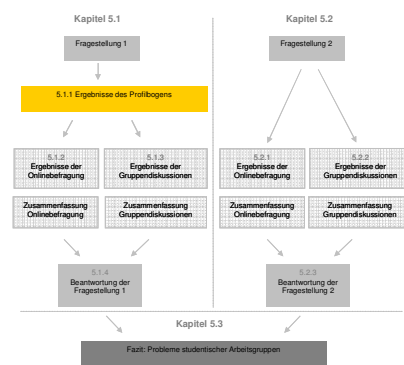 Kapitel 5.1
Kapitel 5.2
Fragestellung 1
Fragestellung 2
5.1.1 Ergebnisse des Profilbogens
5.1.2
Ergebnisse der
Onlinebefragung
5.1.3
Ergebnisse der
Gruppendiskussionen
5.2.1
Ergebnisse der
Onlinebefragung
5.2.2
Ergebnisse der
Gruppendiskussionen
Zusammenfassung
Onlinebefragung
Zusammenfassung
Gruppendiskussionen
Zusammenfassung
Onlinebefragung
Zusammenfassung
Gruppendiskussionen
5.1.4
Beantwortung der
Fragestellung 1
5.2.3
Beantwortung der
Fragestellung 2
Kapitel 5.3
Fazit: Probleme studentischer Arbeitsgruppen